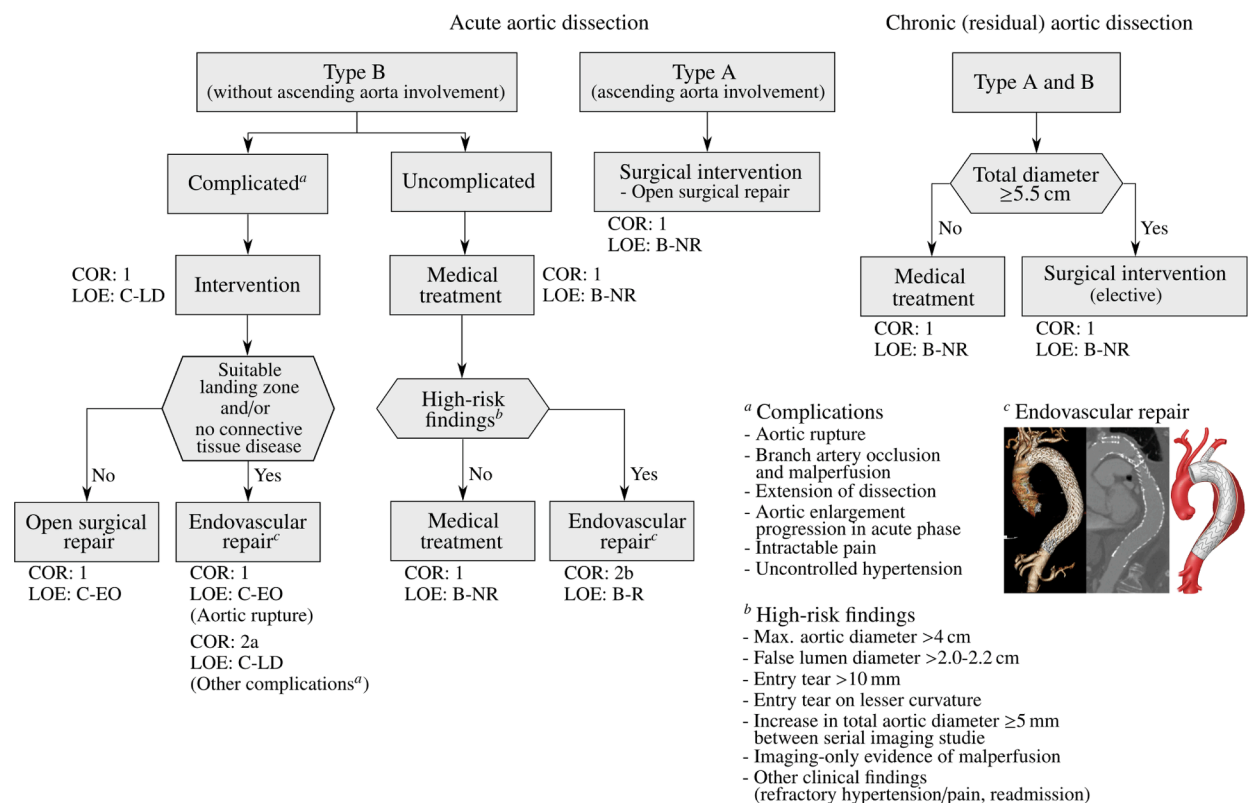 Acute aortic dissection
Chronic (residual) aortic dissection
Type B
(without ascending aorta involvement)
Type A
(ascending aorta involvement)
Type A and B
Complicated^a
Uncomplicated
Surgical intervention
- Open surgical repair
COR: 1
LOE: B-NR
Total diameter
≥5.5 cm
No
Yes
COR: 1
LOE: C-LD
Intervention
Medical
treatment
COR: 1
LOE: B-NR
Medical
treatment
COR: 1
LOE: B-NR
Surgical intervention
(elective)
COR: 1
LOE: B-NR
Suitable
landing zone
and/or
no connective
tissue disease
High-risk
findings^b
No
Yes
No
Yes
Open surgical
repair
COR: 1
LOE: C-EO
Endovascular
repair^c
COR: 1
LOE: C-EO
(Aortic rupture)
COR: 2a
LOE: C-LD
(Other complications^a)
Medical
treatment
COR: 1
LOE: B-NR
Endovascular
repair^c
COR: 2b
LOE: B-R
^a Complications
- Aortic rupture
- Branch artery occlusion
and malperfusion
- Extension of dissection
- Aortic enlargement
progression in acute phase
- Intractable pain
- Uncontrolled hypertension
^c Endovascular repair
^b High-risk findings
- Max. aortic diameter >4 cm
- False lumen diameter >2.0-2.2 cm
- Entry tear >10 mm
- Entry tear on lesser curvature
- Increase in total aortic diameter ≥5 mm
between serial imaging studie
- Imaging-only evidence of malperfusion
- Other clinical findings
(refractory hypertension/pain, readmission)